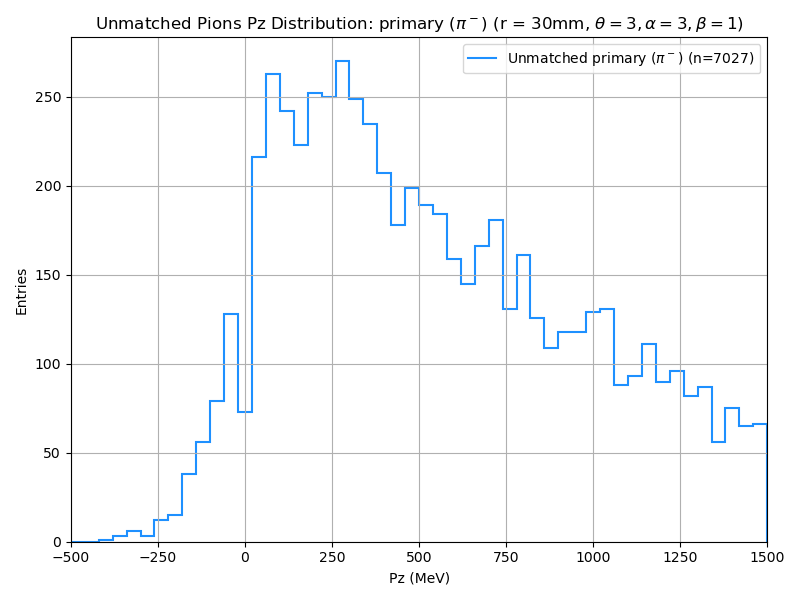 Unmatched Pions Pz Distribution: primary (π⁻) (r = 30mm, θ = 3, α = 3, β = 1)
Unmatched primary (π⁻) (n=7027)
250
200
150
100
50
0
Entries
−500 −250 0 250 500 750 1000 1250 1500
Pz (MeV)